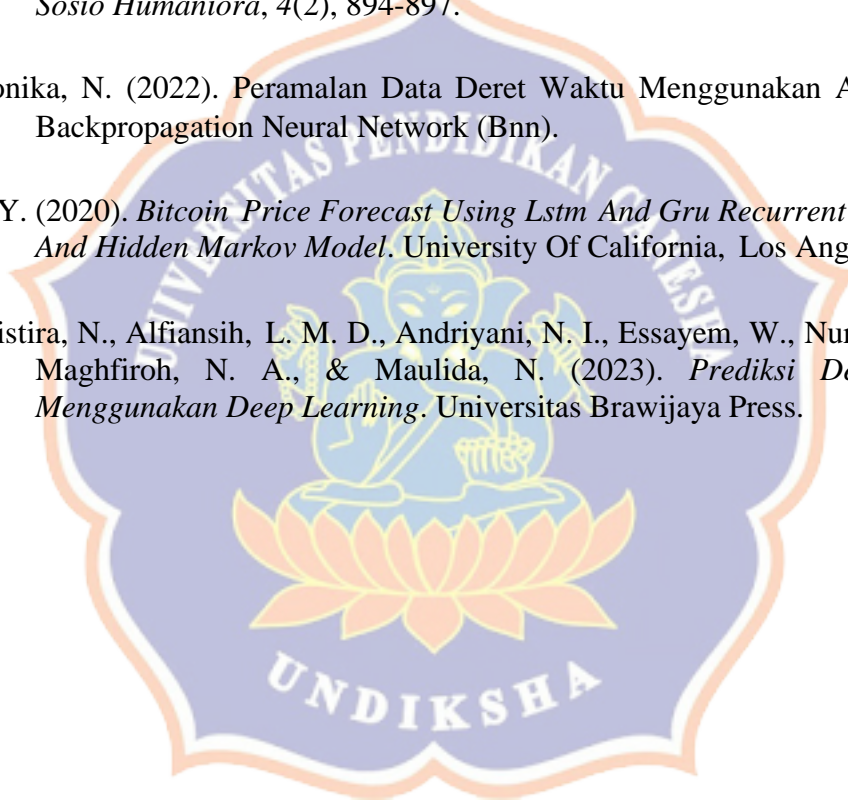 Sosio Humaniora, 4(2), 894-897.
onika, N. (2022). Peramalan Data Deret Waktu Menggunakan A
Backpropagation Neural Network (Bnn).
Y. (2020). Bitcoin Price Forecast Using Lstm And Gru Recurrent
And Hidden Markov Model. University Of California, Los Ang
istira, N., Alfiansih, L. M. D., Andriyani, N. I., Essayem, W., Nur
Maghfiroh, N. A., & Maulida, N. (2023). Prediksi De
Menggunakan Deep Learning. Universitas Brawijaya Press.
UNIVERSITAS PENDIDIKAN GANESHA
UNDIKSHA